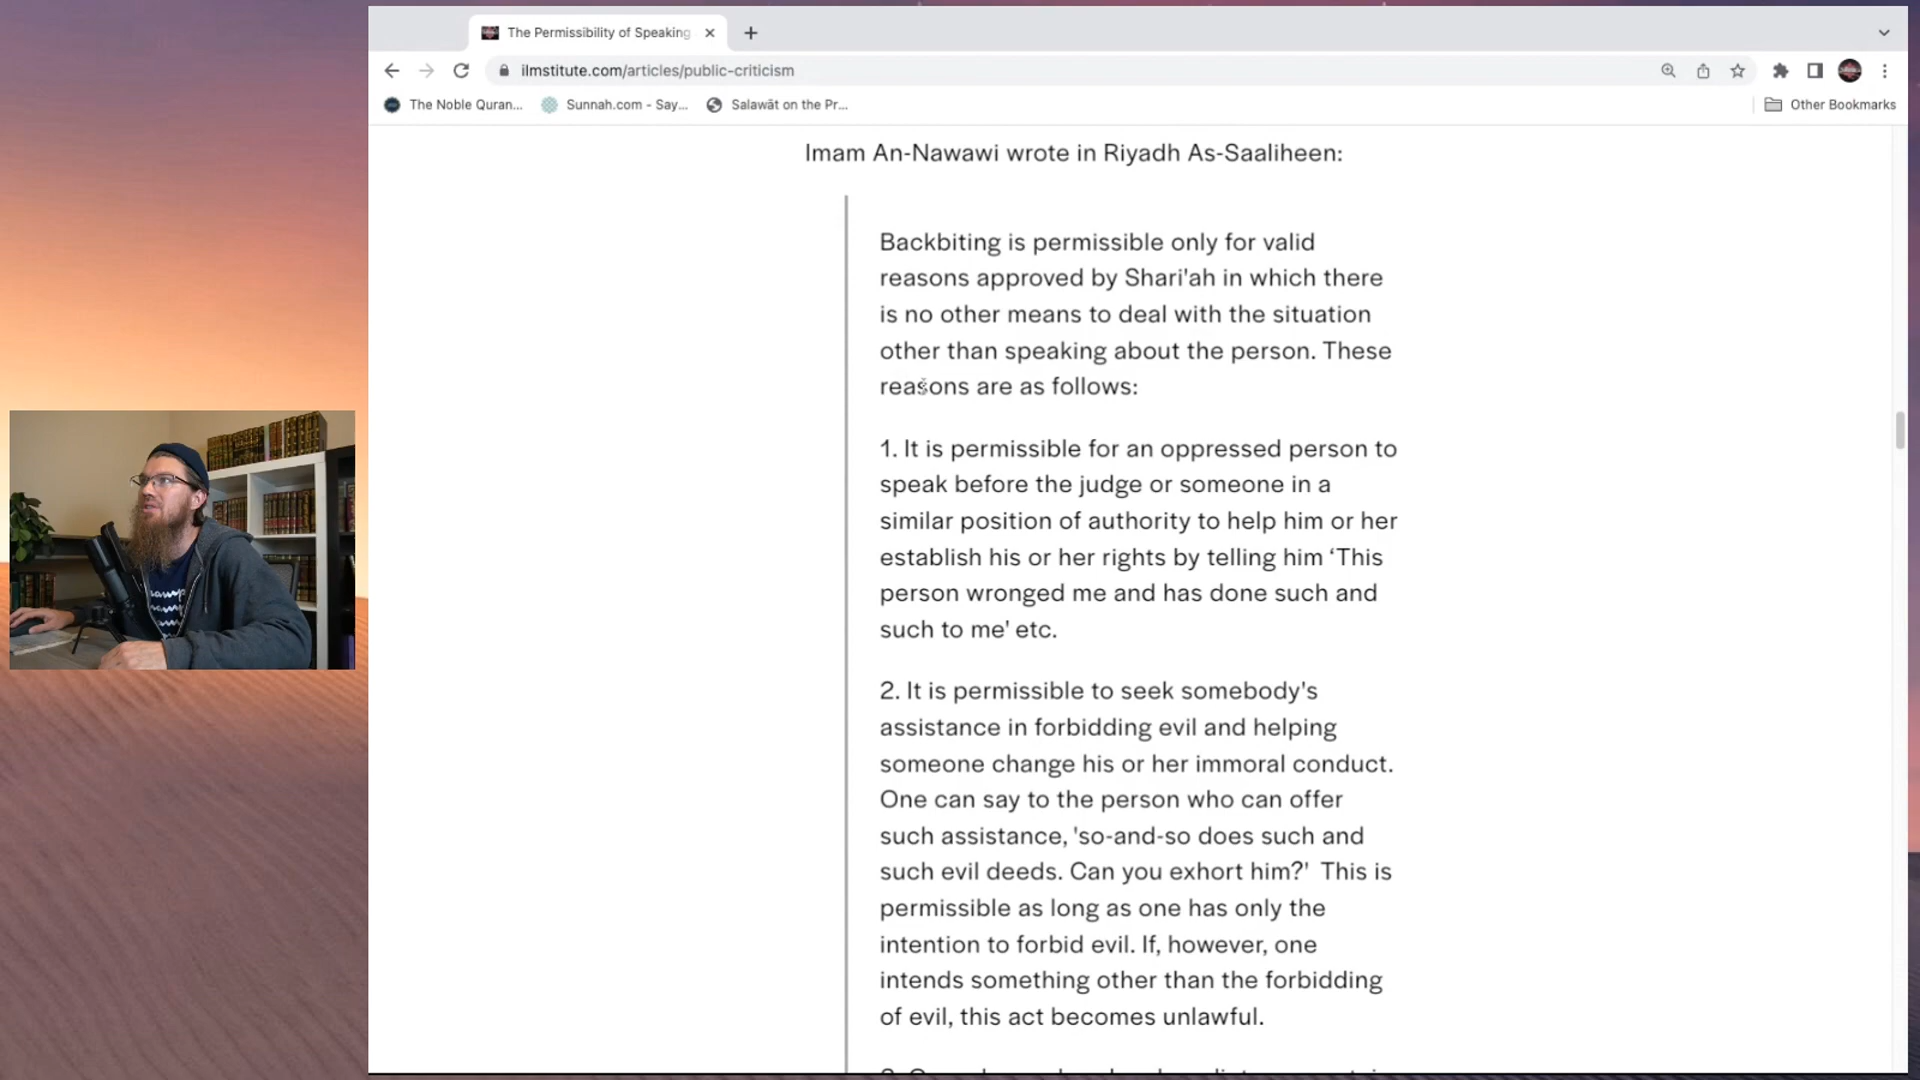 The Permissibility of Speaking
ilmstitute.com/articles/public-criticism
The Noble Quran...
Sunnah.com - Say...
Salawāt on the Pr...
Other Bookmarks
Imam An-Nawawi wrote in Riyadh As-Saaliheen:
Backbiting is permissible only for valid
reasons approved by Shari'ah in which there
is no other means to deal with the situation
other than speaking about the person. These
reasons are as follows:
1. It is permissible for an oppressed person to
speak before the judge or someone in a
similar position of authority to help him or her
establish his or her rights by telling him ‘This
person wronged me and has done such and
such to me' etc.
2. It is permissible to seek somebody's
assistance in forbidding evil and helping
someone change his or her immoral conduct.
One can say to the person who can offer
such assistance, 'so-and-so does such and
such evil deeds. Can you exhort him?' This is
permissible as long as one has only the
intention to forbid evil. If, however, one
intends something other than the forbidding
of evil, this act becomes unlawful.